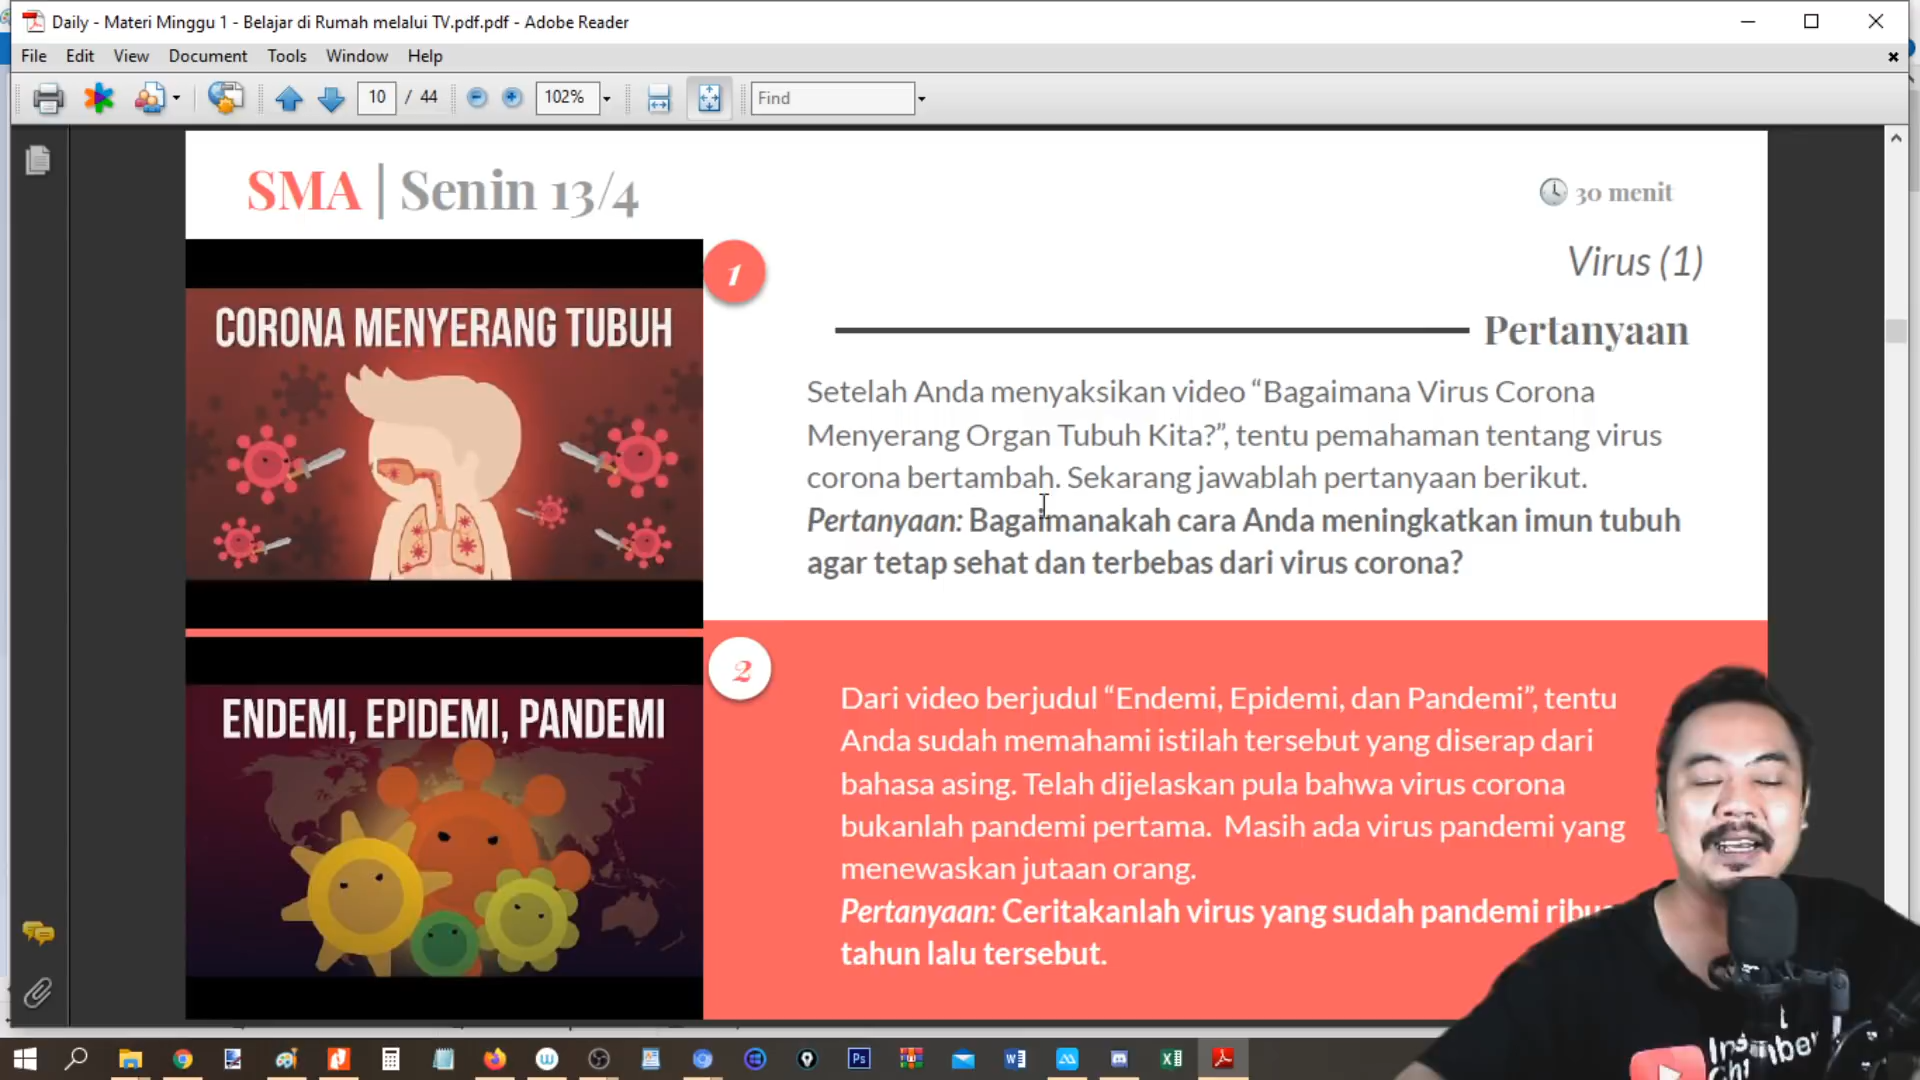 Daily - Materi Minggu 1 - Belajar di Rumah melalui TV.pdf.pdf - Adobe Reader
File Edit View Document Tools Window Help
10 / 44 102% Find
SMA | Senin 13/4
30 menit
1
Virus (1)
CORONA MENYERANG TUBUH
Pertanyaan
Setelah Anda menyaksikan video “Bagaimana Virus Corona
Menyerang Organ Tubuh Kita?”, tentu pemahaman tentang virus
corona bertambah. Sekarang jawablah pertanyaan berikut.
Pertanyaan: Bagaimanakah cara Anda meningkatkan imun tubuh
agar tetap sehat dan terbebas dari virus corona?
2
ENDEMI, EPIDEMI, PANDEMI
Dari video berjudul “Endemi, Epidemi, dan Pandemi”, tentu
Anda sudah memahami istilah tersebut yang diserap dari
bahasa asing. Telah dijelaskan pula bahwa virus corona
bukanlah pandemi pertama. Masih ada virus pandemi yang
menewaskan jutaan orang.
Pertanyaan: Ceritakanlah virus yang sudah pandemi
tahun lalu tersebut.
Ps